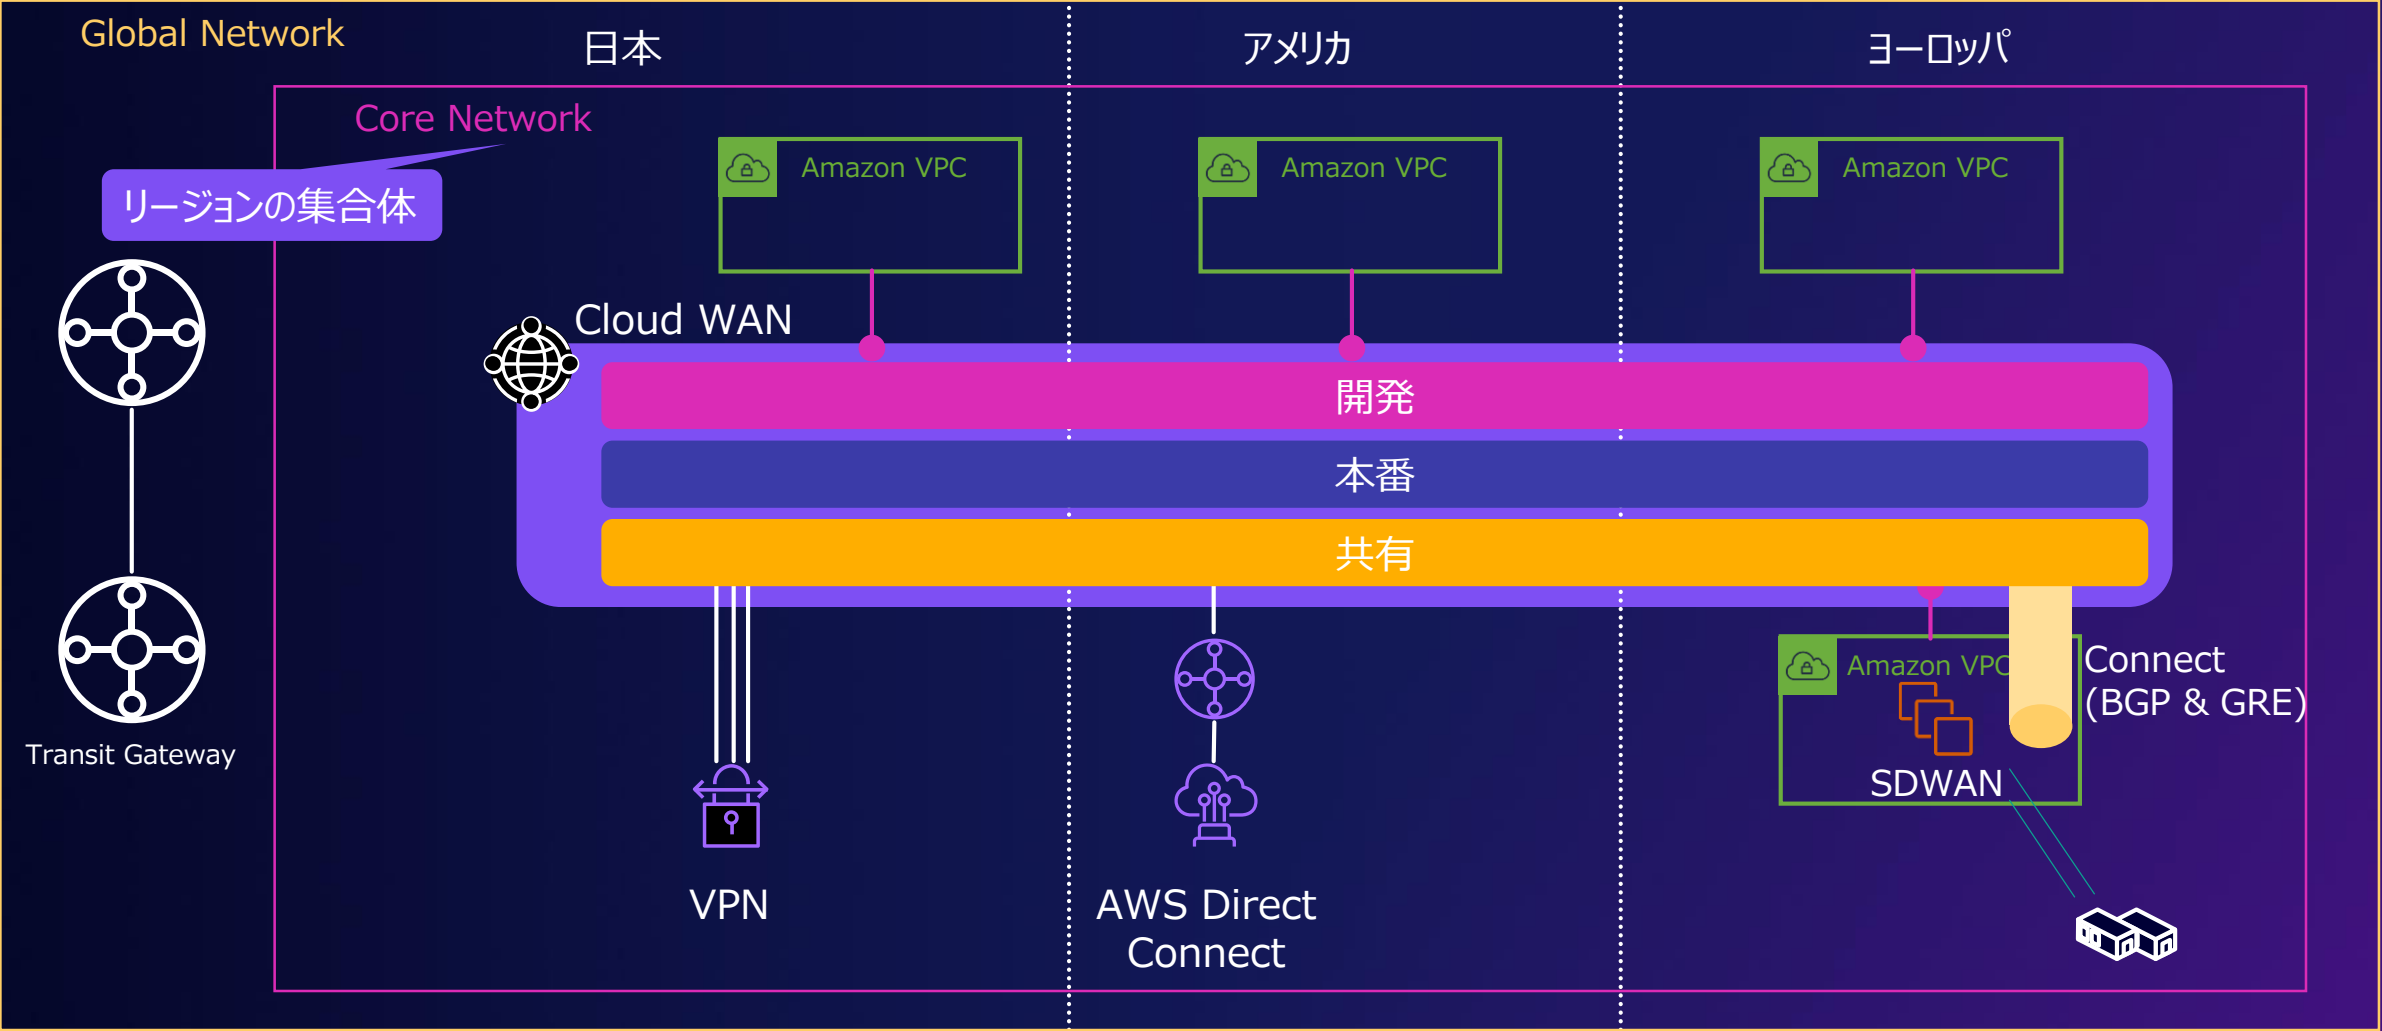 Global Network
日本
アメリカ
ヨーロッパ
Core Network
リージョンの集合体
Amazon VPC
Amazon VPC
Amazon VPC
Cloud WAN
開発
本番
共有
Transit Gateway
VPN
AWS Direct
Connect
Amazon VPC
SDWAN
Connect
(BGP & GRE)